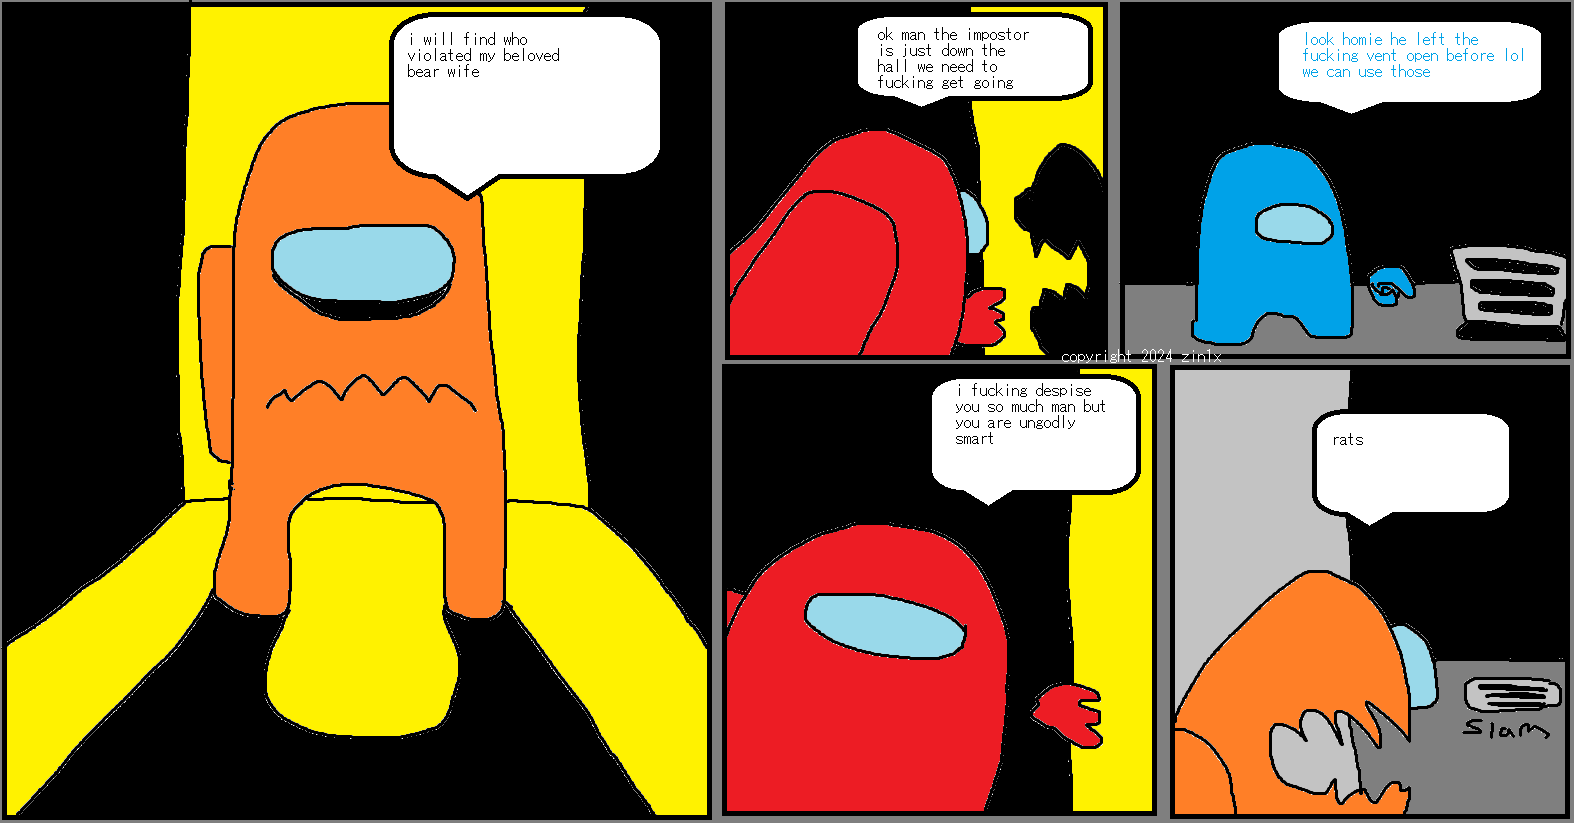 i will find who
violated my beloved
bear wife
ok man the impostor
is just down the
hall we need to
fucking get going
look homie he left the
fucking vent open before lol
we can use those
copyright 2024 zin1x
i fucking despise
you so much man but
you are ungodly
smart
rats
Slam